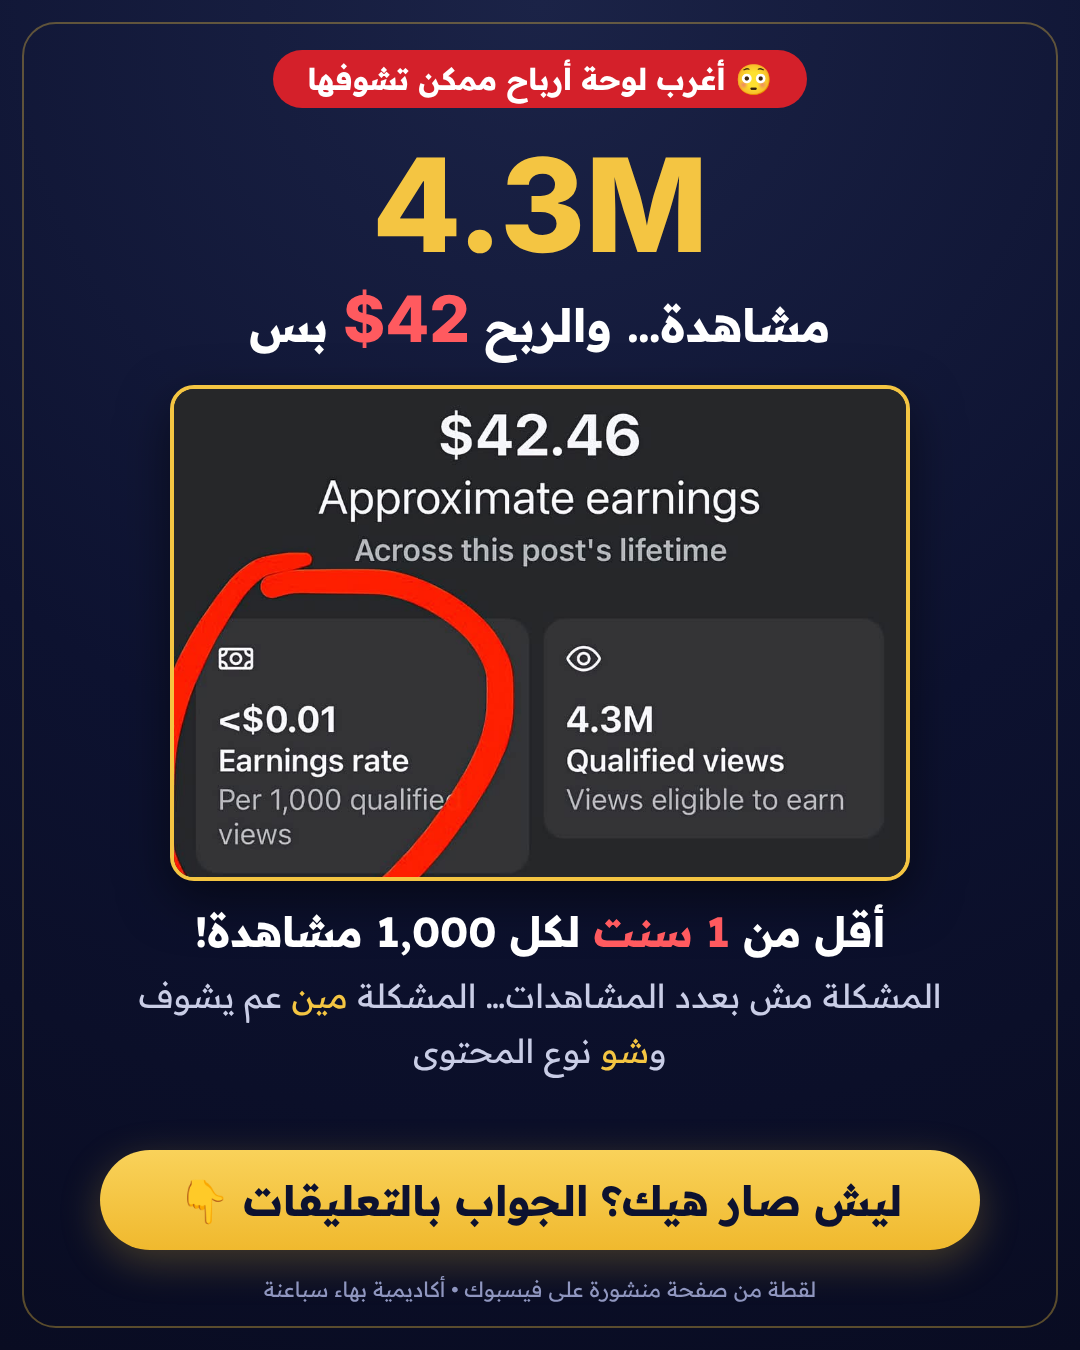 😳 أغرب لوحة أرباح ممكن تشوفها
4.3M
مشاهدة... والربح $42 بس
$42.46
Approximate earnings
Across this post's lifetime
<$0.01
Earnings rate
Per 1,000 qualified
views
4.3M
Qualified views
Views eligible to earn
أقل من 1 سنت لكل 1,000 مشاهدة!
المشكلة مش بعدد المشاهدات... المشكلة مين عم يشوف
وشو نوع المحتوى
ليش صار هيك؟ الجواب بالتعليقات 👇
لقطة من صفحة منشورة على فيسبوك • أكاديمية بهاء سباعنة